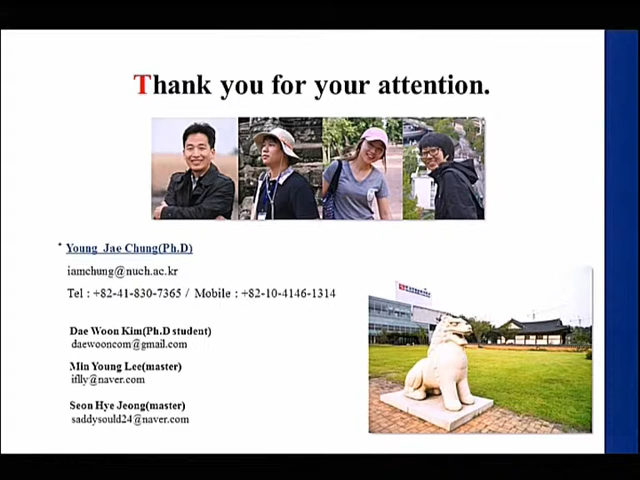 Thank you for your attention.
* Young Jae Chung(Ph.D)
iamchung@nuch.ac.kr
Tel : +82-41-830-7365 / Mobile : +82-10-4146-1314
Dae Woon Kim(Ph.D student)
daewooncom@gmail.com
Min Young Lee(master)
iflly@naver.com
Seon Hye Jeong(master)
saddysould24@naver.com